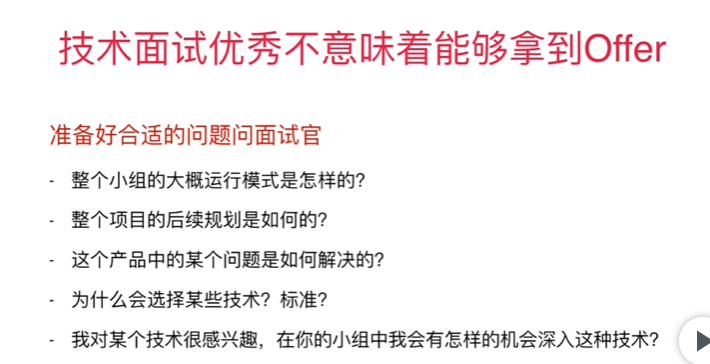 技术面试优秀不意味着能够拿到Offer
准备好合适的问题问面试官
- 整个小组的大概运行模式是怎样的？
- 整个项目的后续规划是如何的？
- 这个产品中的某个问题是如何解决的？
- 为什么会选择某些技术？标准？
- 我对某个技术很感兴趣，在你的小组中我会有怎样的机会深入这种技术？